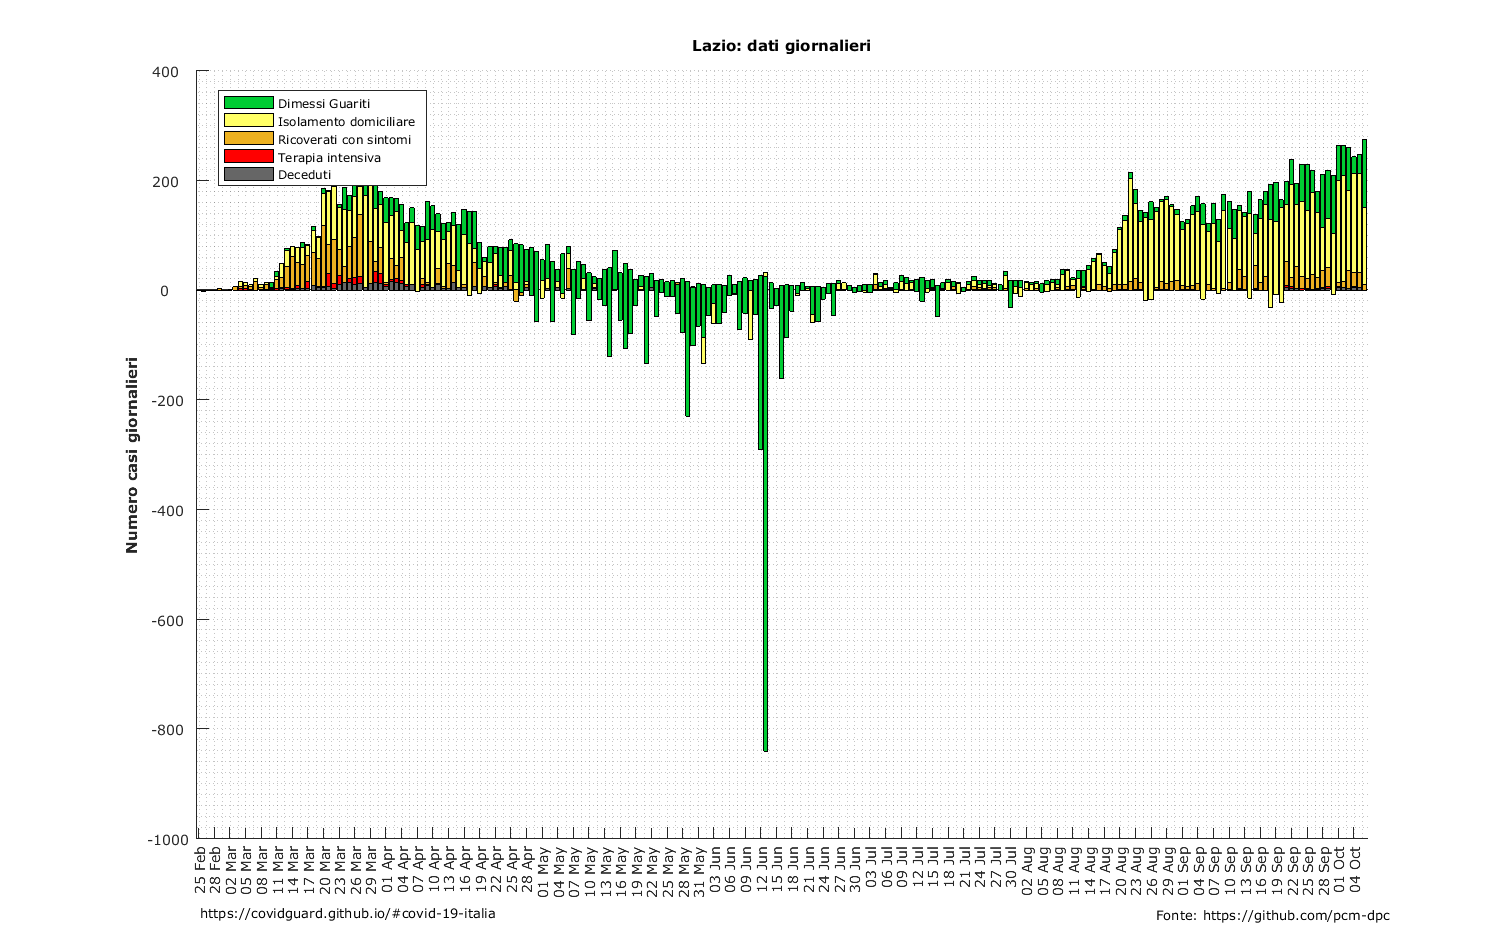 Lazio: dati giornalieri
400
200
0
-200
-400
-600
-800
-1000
Numero casi giornalieri
Dimessi Guariti
Isolamento domiciliare
Ricoverati con sintomi
Terapia intensiva
Deceduti
25 Feb
28 Feb
02 Mar
05 Mar
08 Mar
11 Mar
14 Mar
17 Mar
20 Mar
23 Mar
26 Mar
29 Mar
01 Apr
04 Apr
07 Apr
10 Apr
13 Apr
16 Apr
19 Apr
22 Apr
25 Apr
28 Apr
01 May
04 May
07 May
10 May
13 May
16 May
19 May
22 May
25 May
28 May
31 May
03 Jun
06 Jun
09 Jun
12 Jun
15 Jun
18 Jun
21 Jun
24 Jun
27 Jun
30 Jun
03 Jul
06 Jul
09 Jul
12 Jul
15 Jul
18 Jul
21 Jul
24 Jul
27 Jul
30 Jul
02 Aug
05 Aug
08 Aug
11 Aug
14 Aug
17 Aug
20 Aug
23 Aug
26 Aug
29 Aug
01 Sep
04 Sep
07 Sep
10 Sep
13 Sep
16 Sep
19 Sep
22 Sep
25 Sep
28 Sep
01 Oct
04 Oct
https://covidguard.github.io/#covid-19-italia
Fonte: https://github.com/pcm-dpc